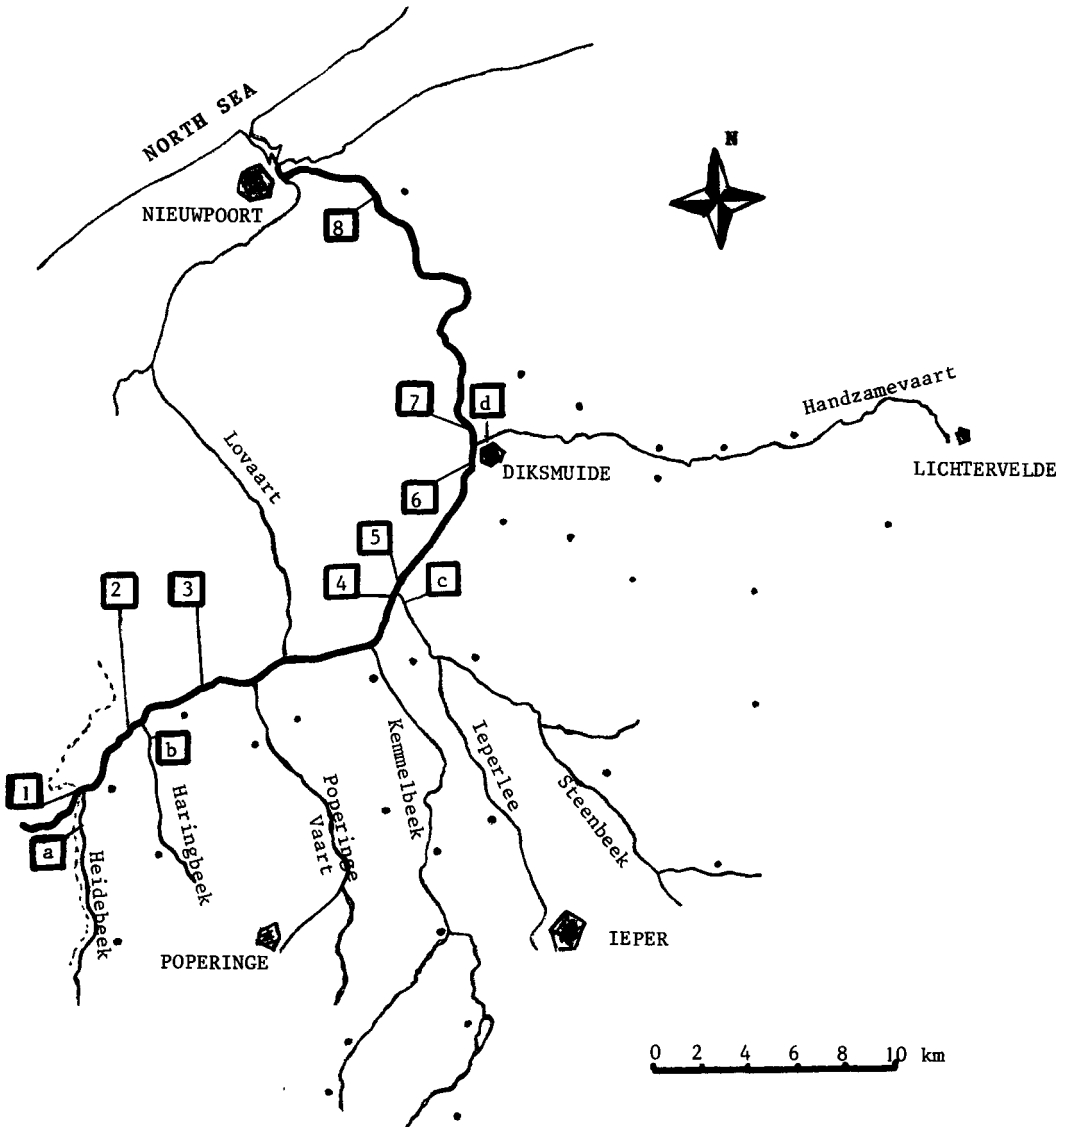 NORTH SEA
N
NIEUWPOORT
8
Handzamevaart
7
d
LICHTERVELDE
DIKSMUIDE
Lovaart
6
5
2
3
4
c
b
Kemmelbeek
Ieperlee
1
Haringbeek
Poperinge
Vaart
Steenbeek
a
Heidebeek
POPERINGE
IEPER
0 2 4 6 8 10 km